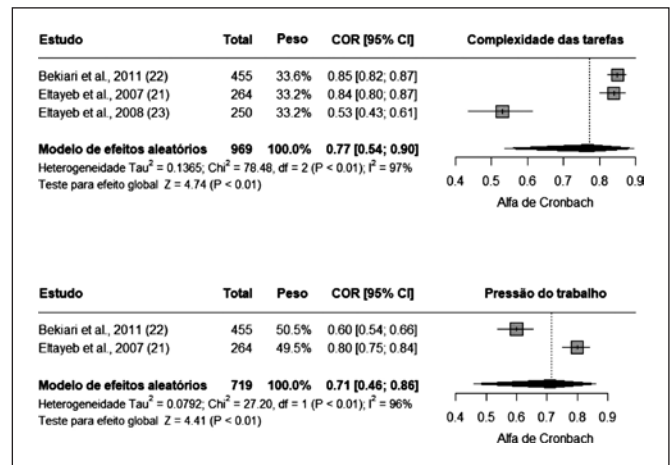 Estudo Total Peso COR [95% CI] Complexidade das tarefas
Bekiari et al., 2011 (22) 455 33.6% 0.85 [0.82; 0.87]
Eltayeb et al., 2007 (21) 264 33.2% 0.84 [0.80; 0.87]
Eltayeb et al., 2008 (23) 250 33.2% 0.53 [0.43; 0.61]
Modelo de efeitos aleatórios 969 100.0% 0.77 [0.54; 0.90]
Heterogeneidade Tau² = 0.1365; Chi² = 78.48, df = 2 (P < 0.01); I² = 97%
Teste para efeito global Z = 4.74 (P < 0.01)
0.4 0.5 0.6 0.7 0.8 0.9
Alfa de Cronbach
Estudo Total Peso COR [95% CI] Pressão do trabalho
Bekiari et al., 2011 (22) 455 50.5% 0.60 [0.54; 0.66]
Eltayeb et al., 2007 (21) 264 49.5% 0.80 [0.75; 0.84]
Modelo de efeitos aleatórios 719 100.0% 0.71 [0.46; 0.86]
Heterogeneidade Tau² = 0.0792; Chi² = 27.20, df = 1 (P < 0.01); I² = 96%
Teste para efeito global Z = 4.41 (P < 0.01)
0.4 0.5 0.6 0.7 0.8 0.9
Alfa de Cronbach